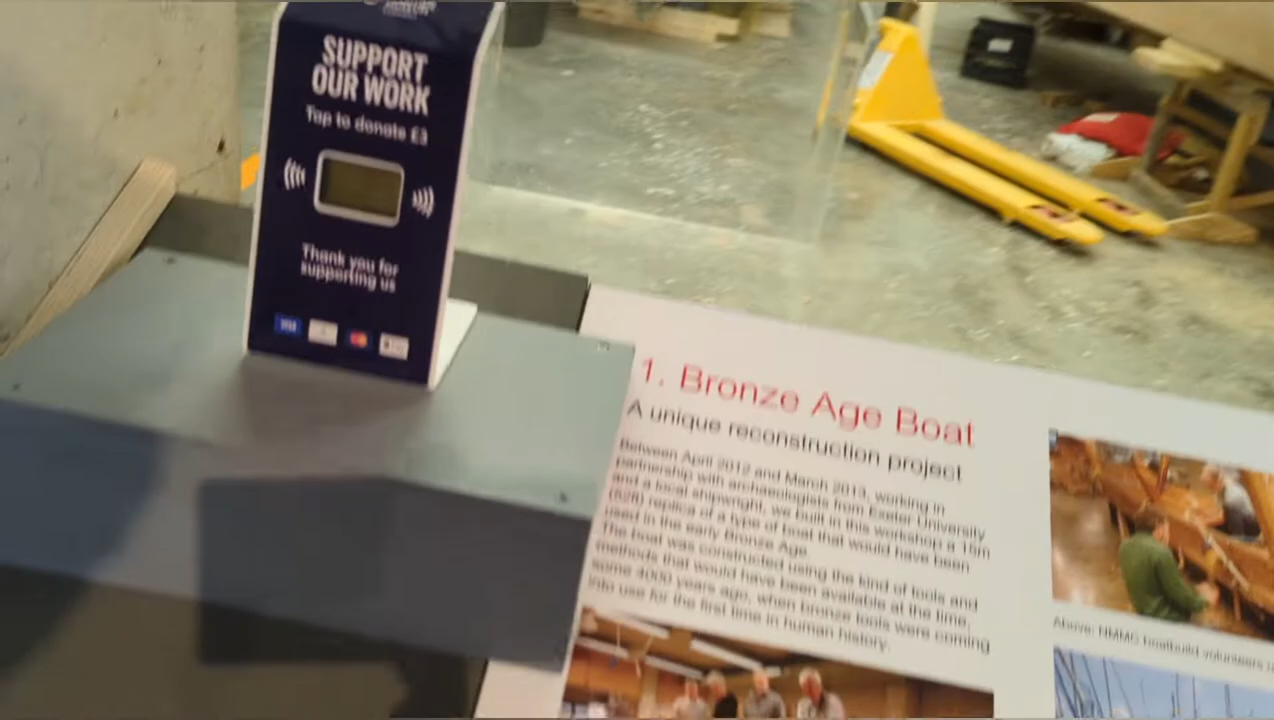 SUPPORT
OUR WORK
Tap to donate £3
Thank you for
supporting us
VISA
1. Bronze Age Boat
A unique reconstruction project
Between April 2012 and March 2013, working in
partnership with archaeologists from Exeter University
and a local shipwright, we built in this workshop a 15m
(50ft) replica of a type of boat that would have been
used in the early Bronze Age.
The boat was constructed using the kind of tools and
methods that would have been available at the time,
some 4000 years ago, when bronze tools were coming
into use for the first time in human history.
Above: NMMC boatbuild volunteers